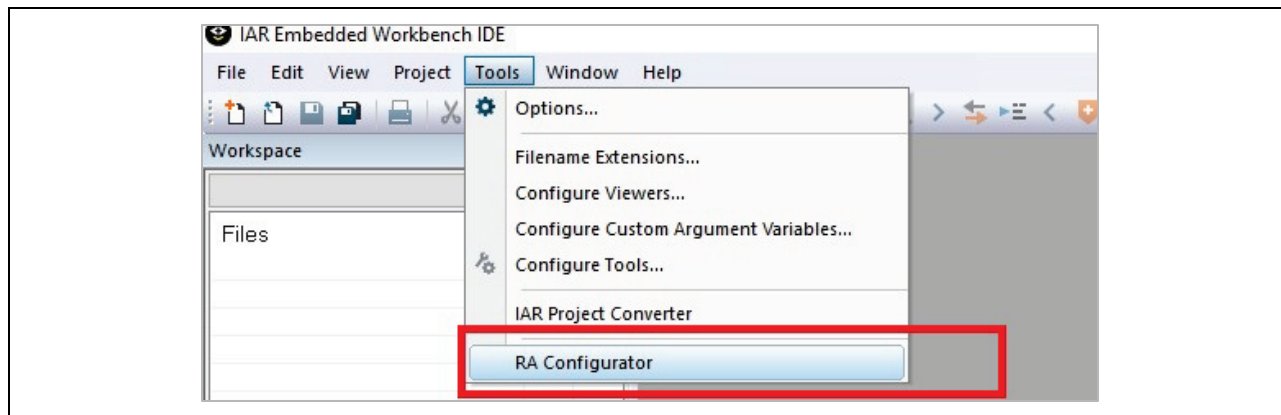 IAR Embedded Workbench IDE
File Edit View Project Tools Window Help
Options...
Workspace
Filename Extensions...
Configure Viewers...
Files
Configure Custom Argument Variables...
Configure Tools...
IAR Project Converter
RA Configurator